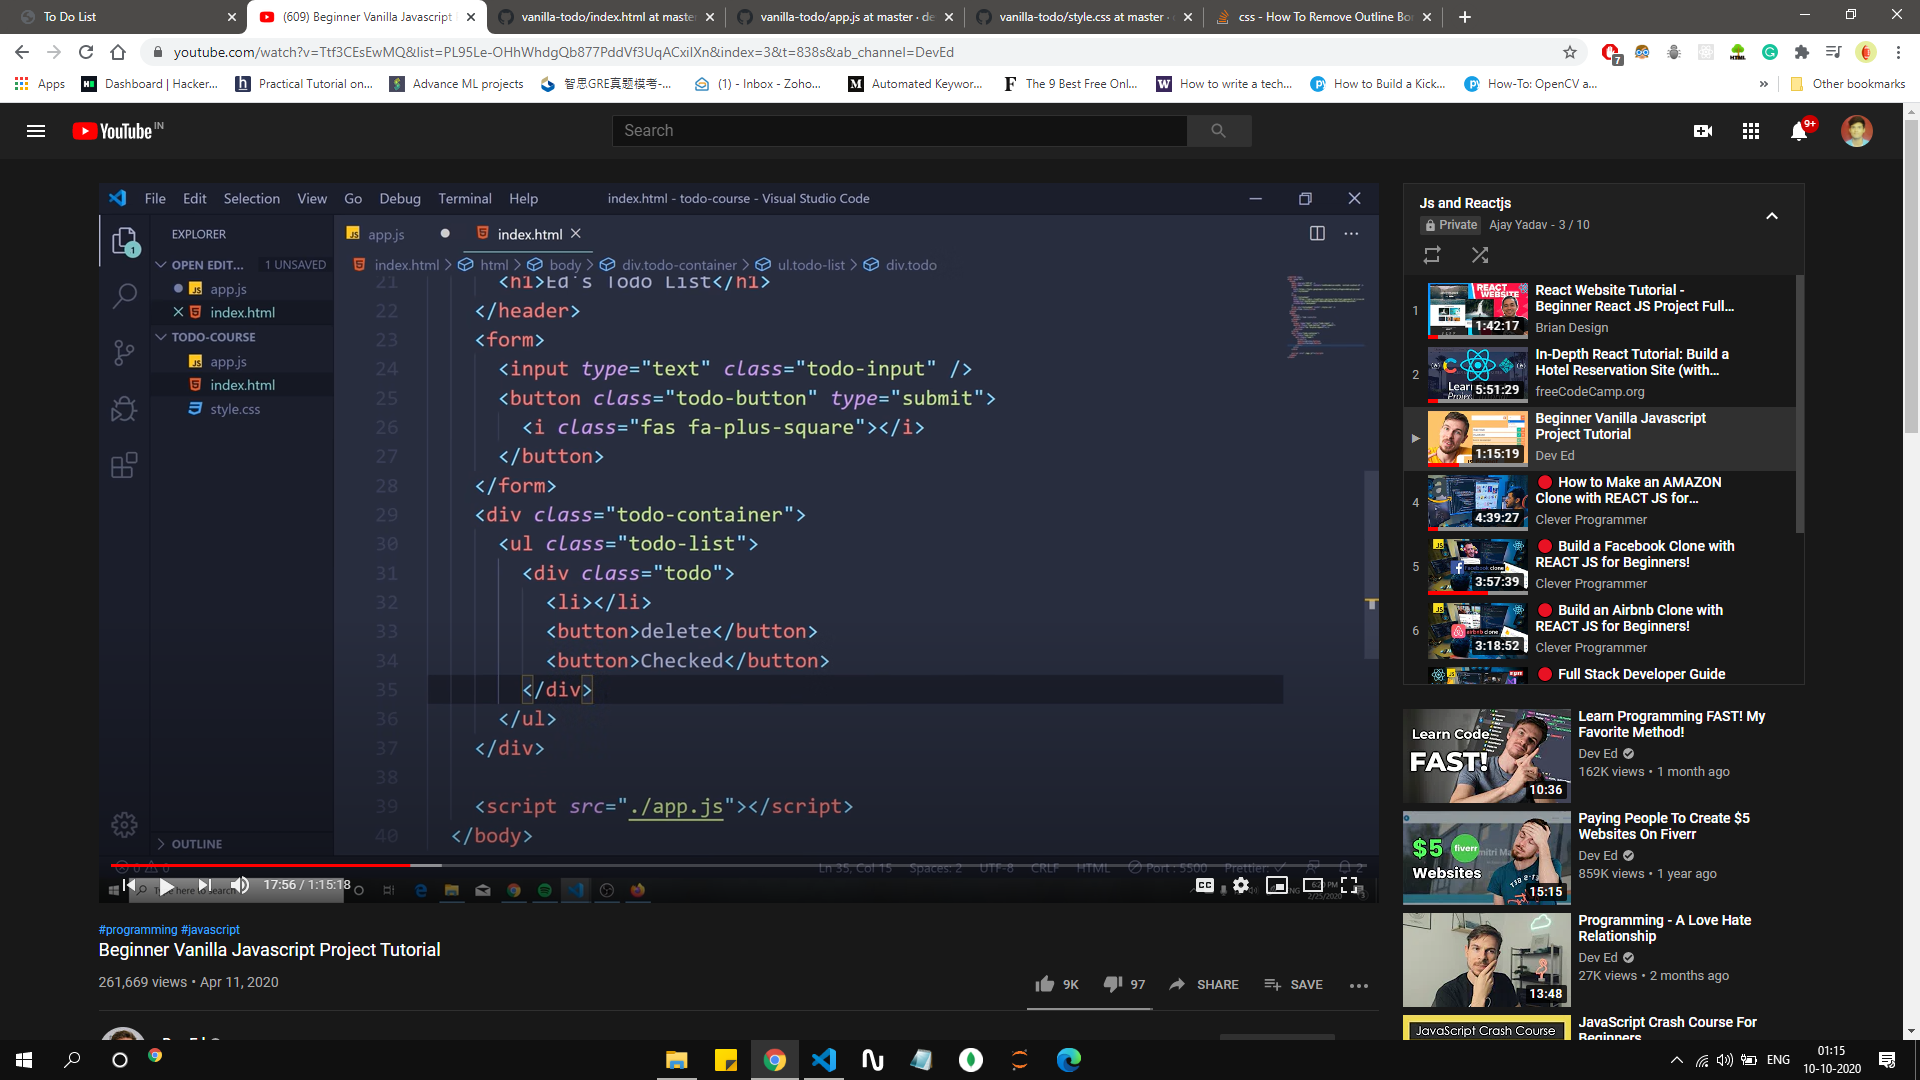 To Do List
(609) Beginner Vanilla Javascript
vanilla-todo/index.html at master
vanilla-todo/app.js at master · de
vanilla-todo/style.css at master ·
css - How To Remove Outline Bo
youtube.com/watch?v=Ttf3CEsEwMQ&list=PL95Le-OHhWhdgQb877PddVf3UqACxilXn&index=3&t=838s&ab_channel=DevEd
7
Apps
Dashboard | Hacker...
Practical Tutorial on...
Advance ML projects
智思GRE真题模考-...
(1) - Inbox - Zoho...
Automated Keywor...
The 9 Best Free Onl...
How to write a tech...
How to Build a Kick...
How-To: OpenCV a...
»
Other bookmarks
YouTube IN
Search
9+
File Edit Selection View Go Debug Terminal Help
index.html - todo-course - Visual Studio Code
EXPLORER
1
OPEN EDIT... 1 UNSAVED
app.js
index.html
TODO-COURSE
app.js
index.html
style.css
OUTLINE
app.js
index.html
index.html > html > body > div.todo-container > ul.todo-list > div.todo
21 <h1>Ed's Todo List</h1>
22 </header>
23 <form>
24 <input type="text" class="todo-input" />
25 <button class="todo-button" type="submit">
26 <i class="fas fa-plus-square"></i>
27 </button>
28 </form>
29 <div class="todo-container">
30 <ul class="todo-list">
31 <div class="todo">
32 <li></li>
33 <button>delete</button>
34 <button>Checked</button>
35 </div>
36 </ul>
37 </div>
38
39 <script src="./app.js"></script>
40 </body>
Ln 35, Col 15 Spaces: 2 UTF-8 CRLF HTML Port : 5500 Prettier: ✓ 2
17:56 / 1:15:18
CC
#programming #javascript
Beginner Vanilla Javascript Project Tutorial
261,669 views • Apr 11, 2020
9K
97
SHARE
SAVE
Js and Reactjs
Private Ajay Yadav - 3 / 10
1
1:42:17
React Website Tutorial -
Beginner React JS Project Full...
Brian Design
2
5:51:29
In-Depth React Tutorial: Build a
Hotel Reservation Site (with...
freeCodeCamp.org
1:15:19
Beginner Vanilla Javascript
Project Tutorial
Dev Ed
4
4:39:27
How to Make an AMAZON
Clone with REACT JS for...
Clever Programmer
5
3:57:39
Build a Facebook Clone with
REACT JS for Beginners!
Clever Programmer
6
3:18:52
Build an Airbnb Clone with
REACT JS for Beginners!
Clever Programmer
Full Stack Developer Guide
Learn Code
FAST!
10:36
Learn Programming FAST! My
Favorite Method!
Dev Ed
162K views • 1 month ago
$5 fiverr
Websites
15:15
Paying People To Create $5
Websites On Fiverr
Dev Ed
859K views • 1 year ago
13:48
Programming - A Love Hate
Relationship
Dev Ed
27K views • 2 months ago
JavaScript Crash Course
JavaScript Crash Course For
Beginners
ENG
01:15
10-10-2020